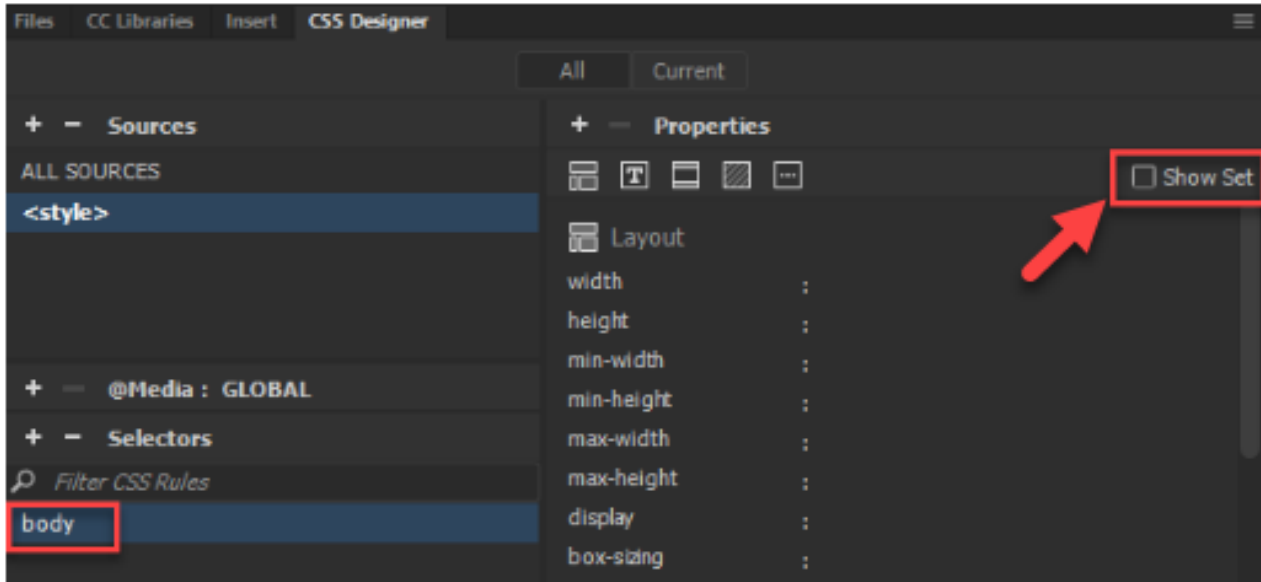 Files CC Libraries Insert CSS Designer
All Current
+ − Sources
ALL SOURCES
<style>
+ − @Media : GLOBAL
+ − Selectors
Filter CSS Rules
body
+ − Properties
T Show Set
Layout
width :
height :
min-width :
min-height :
max-width :
max-height :
display :
box-sizing :